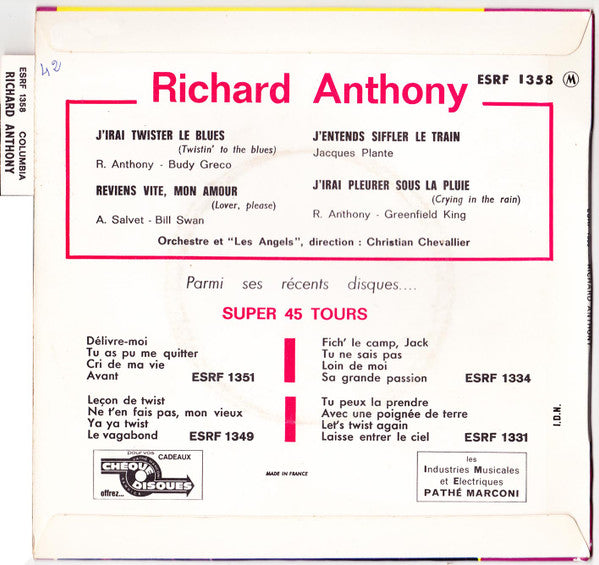 42
ESRF 1358 COLUMBIA
RICHARD ANTHONY
Richard Anthony
ESRF 1358 M
J'IRAI TWISTER LE BLUES
(Twistin' to the blues)
R. Anthony - Budy Greco
REVIENS VITE, MON AMOUR
(Lover, please)
A. Salvet - Bill Swan
J'ENTENDS SIFFLER LE TRAIN
Jacques Plante
J'IRAI PLEURER SOUS LA PLUIE
(Crying in the rain)
R. Anthony - Greenfield King
Orchestre et "Les Angels", direction : Christian Chevallier
Parmi ses récents disques....
SUPER 45 TOURS
Délivre-moi
Tu as pu me quitter
Cri de ma vie
Avant ESRF 1351
Fich' le camp, Jack
Tu ne sais pas
Loin de moi
Sa grande passion ESRF 1334
Leçon de twist
Ne t'en fais pas, mon vieux
Ya ya twist
Le vagabond ESRF 1349
Tu peux la prendre
Avec une poignée de terre
Let's twist again
Laisse entrer le ciel ESRF 1331
pour vos CADEAUX
CHEQUE DISQUES
offrez...
MADE IN FRANCE
les
Industries Musicales
et Electriques
PATHÉ MARCONI
I.D.N.
RICHARD ANTHONY